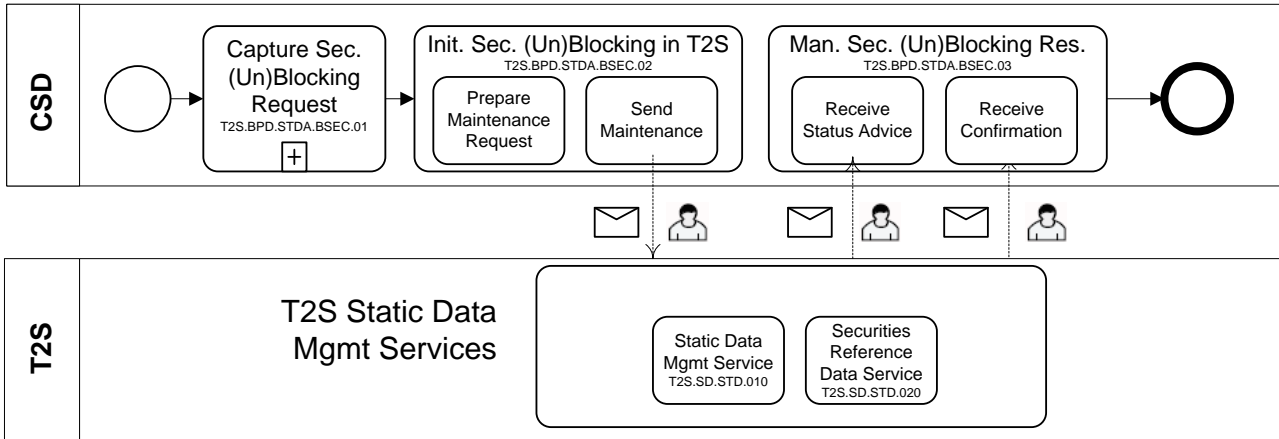 CSD
Capture Sec.
(Un)Blocking
Request
T2S.BPD.STDA.BSEC.01
Init. Sec. (Un)Blocking in T2S
T2S.BPD.STDA.BSEC.02
Prepare
Maintenance
Request
Send
Maintenance
Man. Sec. (Un)Blocking Res.
T2S.BPD.STDA.BSEC.03
Receive
Status Advice
Receive
Confirmation
T2S
T2S Static Data
Mgmt Services
Static Data
Mgmt Service
T2S.SD.STD.010
Securities
Reference
Data Service
T2S.SD.STD.020